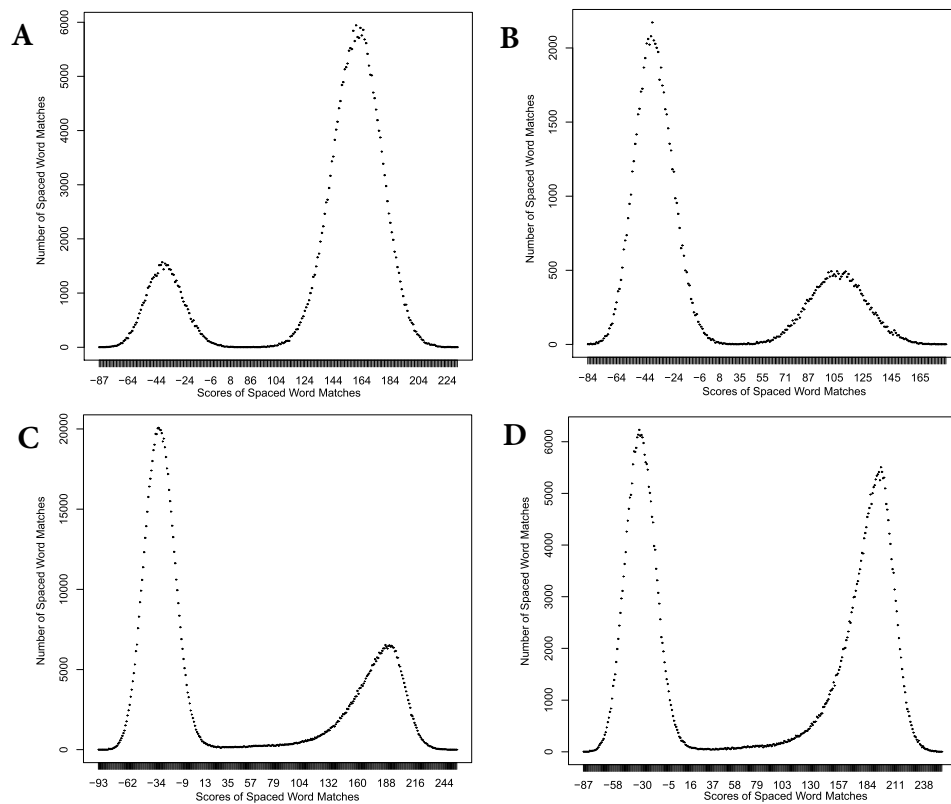 A
Number of Spaced Word Matches
6000
5000
4000
3000
2000
1000
0
−87 −64 −44 −24 −6 8 86 104 124 144 164 184 204 224
Scores of Spaced Word Matches
B
Number of Spaced Word Matches
2000
1500
1000
500
0
−84 −64 −44 −24 −6 8 35 55 71 87 105 125 145 165
Scores of Spaced Word Matches
C
Number of Spaced Word Matches
20000
15000
10000
5000
0
−93 −62 −34 −9 13 35 57 79 104 132 160 188 216 244
Scores of Spaced Word Matches
D
Number of Spaced Word Matches
6000
5000
4000
3000
2000
1000
0
−87 −58 −30 −5 16 37 58 79 103 130 157 184 211 238
Scores of Spaced Word Matches